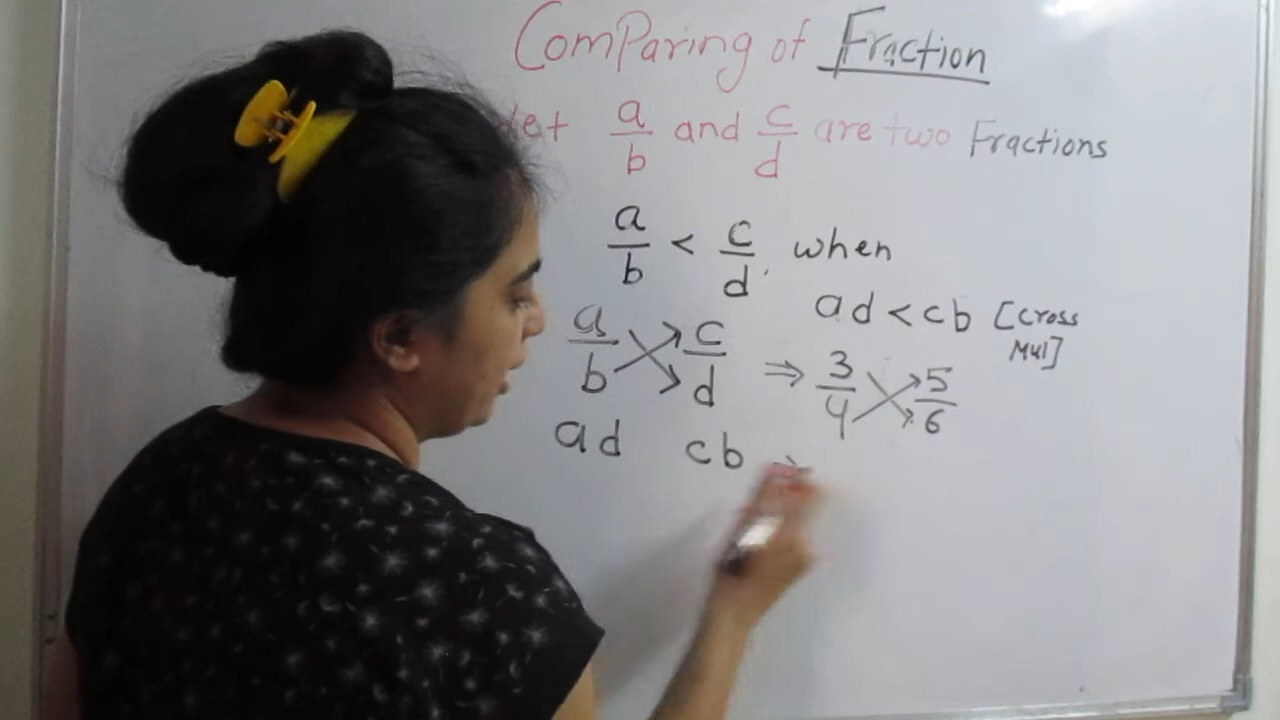 ComParing of Fraction
Let a/b and c/d are two Fractions
a/b < c/d, when
ad < cb [cross
Mul]
a/b c/d ⇒ 3/4 5/6
ad cb